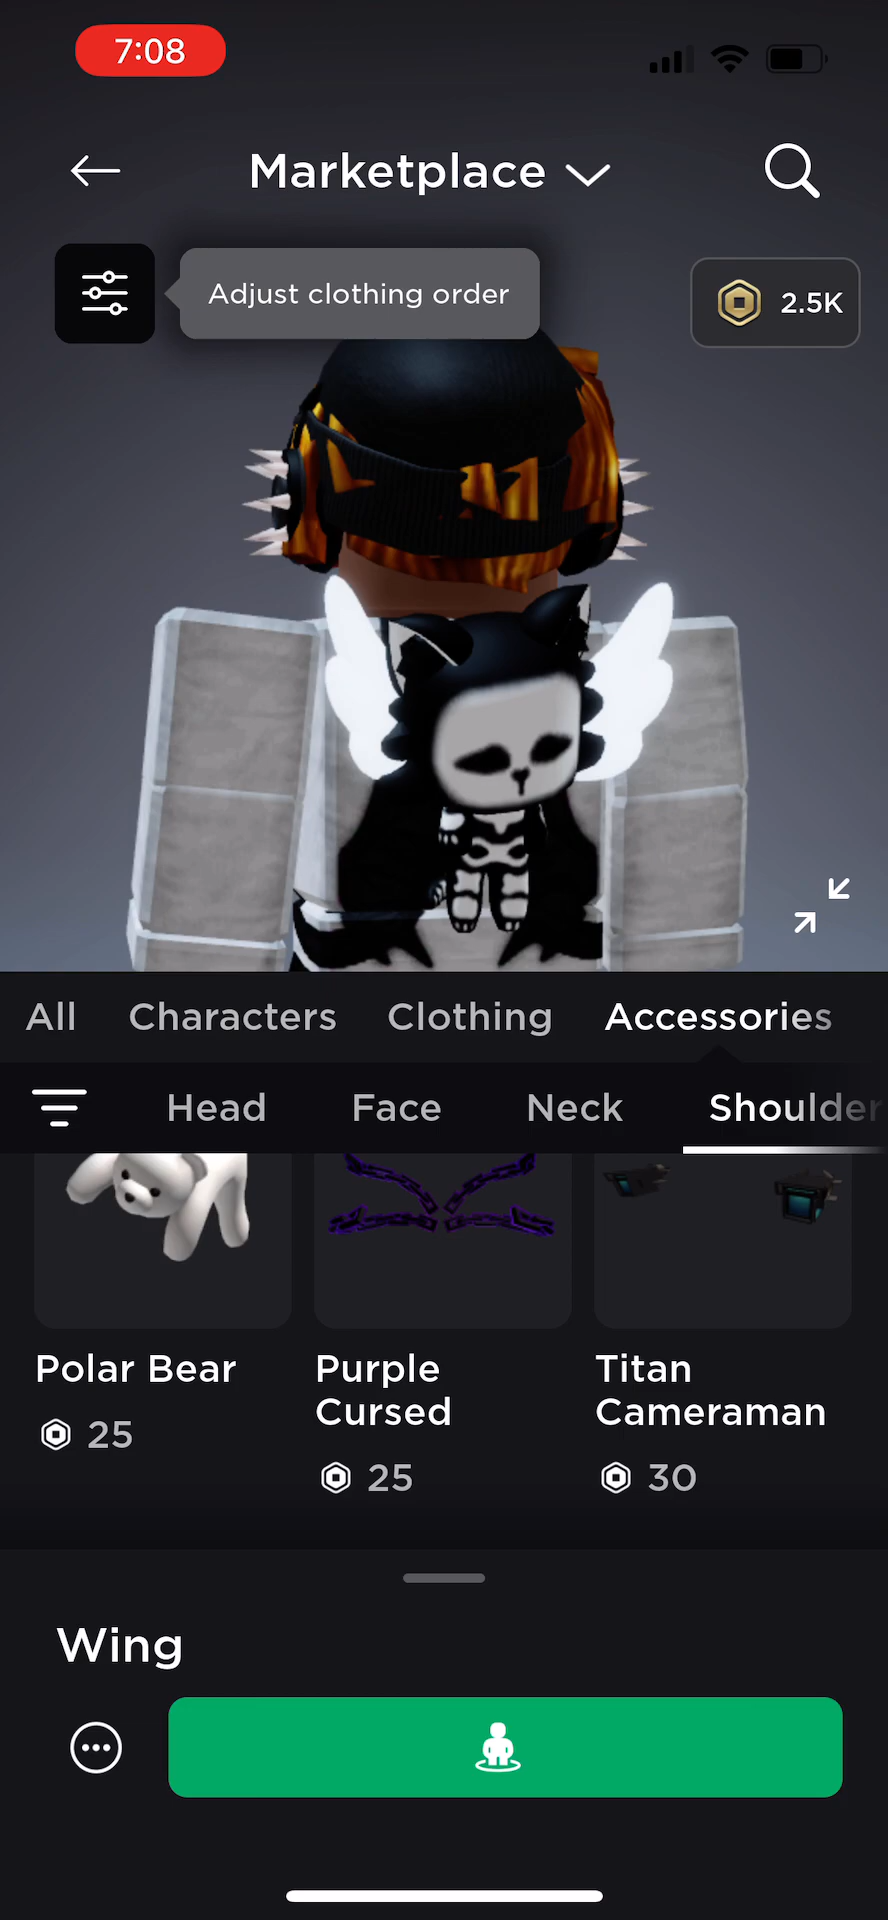 7:08
Marketplace
Adjust clothing order
2.5K
All Characters Clothing Accessories
Head Face Neck Shoulder
Polar Bear
25
Purple
Cursed
25
Titan
Cameraman
30
Wing